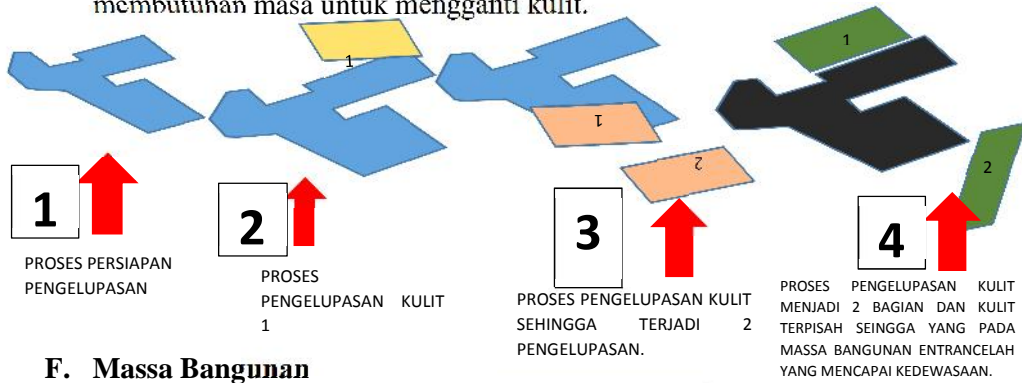 membutuhan masa untuk mengganti kulit.
1
1
1
2
1
2
1
2
3
4
PROSES PERSIAPAN
PENGELUPASAN
PROSES
PENGELUPASAN KULIT
1
PROSES PENGELUPASAN KULIT
SEHINGGA TERJADI 2
PENGELUPASAN.
PROSES PENGELUPASAN KULIT
MENJADI 2 BAGIAN DAN KULIT
TERPISAH SEINGGA YANG PADA
MASSA BANGUNAN ENTRANCELAH
YANG MENCAPAI KEDEWASAAN.
F. Massa Bangunan